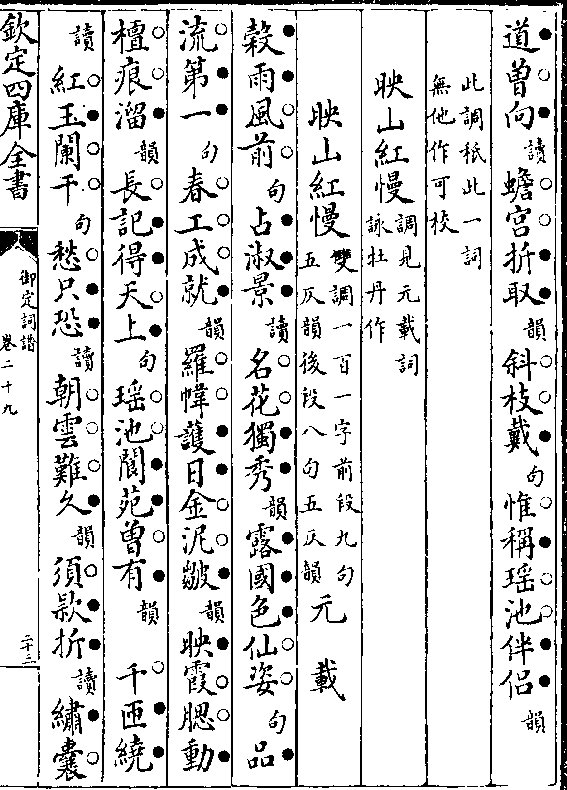 道曾向讀蟾宮折取韻斜枝戴句惟稱瑶池伴侣韻
此調祗此一詞
無他作可校
映山紅慢調見元載詞
詠牡丹作
映山紅慢雙調一百一字前段九句
五仄韻後段八句五仄韻元載
穀雨風前句占淑景讀名花獨秀韻露國色仙姿句品
流第一句春工成就韻羅幃護日金泥皺韻映霞腮動
檀痕溜韻長記得天上句瑶池閬苑曾有韻千匝繞
讀紅玉闌干句愁只恐讀朝雲難久韻須款折讀繡囊
欽定四庫全書
御定詞譜
卷二十九
二十三